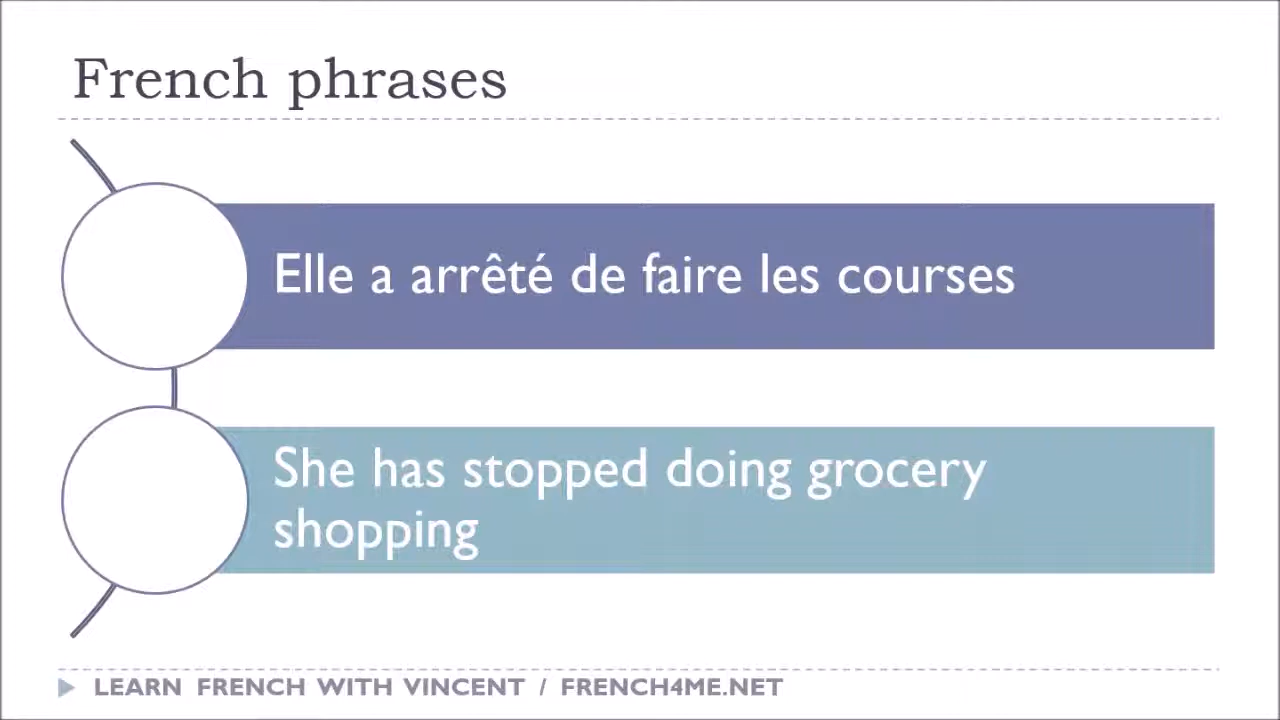 French phrases
Elle a arrêté de faire les courses
She has stopped doing grocery
shopping
LEARN FRENCH WITH VINCENT / FRENCH4ME.NET